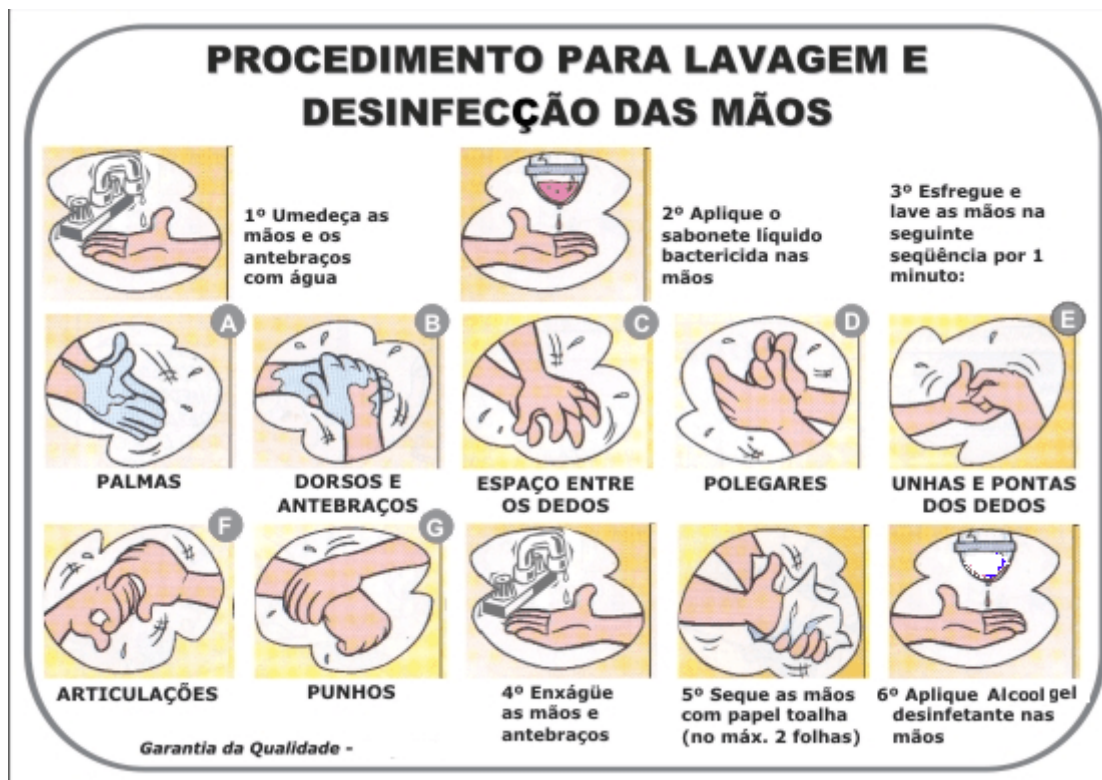 PROCEDIMENTO PARA LAVAGEM E
DESINFECÇÃO DAS MÃOS
1º Umedeça as
mãos e os
antebraços
com água
2º Aplique o
sabonete líquido
bactericida nas
mãos
3º Esfregue e
lave as mãos na
seguinte
seqüência por 1
minuto:
A
B
C
D
E
PALMAS
DORSOS E
ANTEBRAÇOS
ESPAÇO ENTRE
OS DEDOS
POLEGARES
UNHAS E PONTAS
DOS DEDOS
F
G
ARTICULAÇÕES
PUNHOS
4º Enxágüe
as mãos e
antebraços
5º Seque as mãos
com papel toalha
(no máx. 2 folhas)
6º Aplique Alcool gel
desinfetante nas
mãos
Garantia da Qualidade -